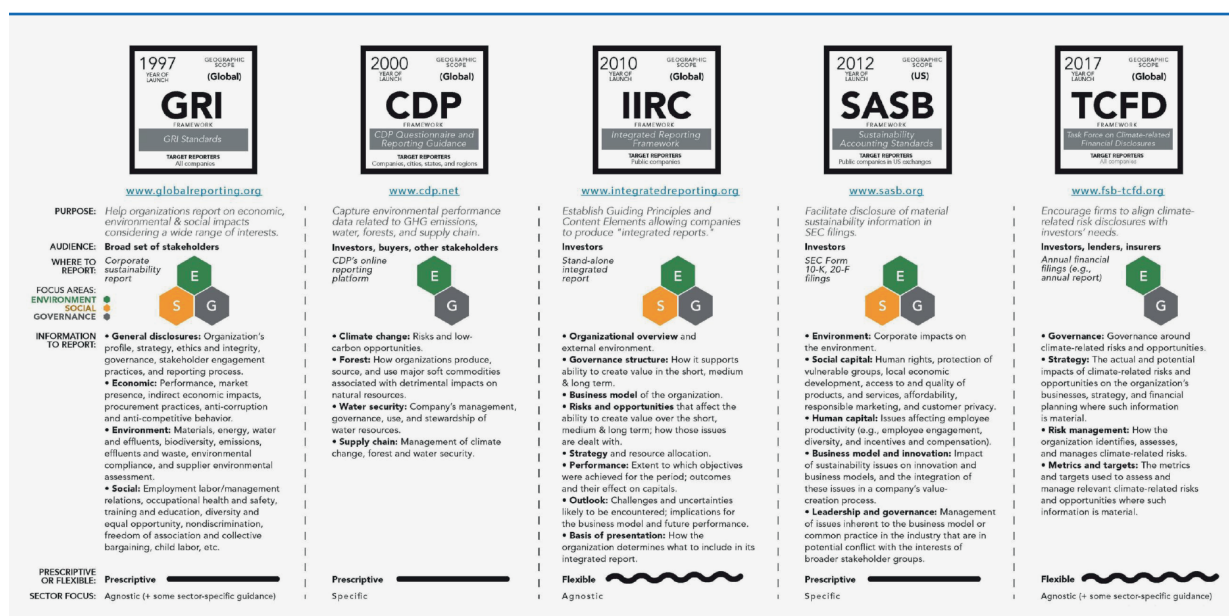 1997
YEAR OF
LAUNCH
GEOGRAPHIC
SCOPE
(Global)
GRI
FRAMEWORK
GRI Standards
TARGET REPORTERS
All companies
2000
YEAR OF
LAUNCH
GEOGRAPHIC
SCOPE
(Global)
CDP
FRAMEWORK
CDP Questionnaire and
Reporting Guidance
TARGET REPORTERS
Companies, cities, states, and regions
2010
YEAR OF
LAUNCH
GEOGRAPHIC
SCOPE
(Global)
IIRC
FRAMEWORK
Integrated Reporting
Framework
TARGET REPORTERS
Public companies
2012
YEAR OF
LAUNCH
GEOGRAPHIC
SCOPE
(US)
SASB
FRAMEWORK
Sustainability
Accounting Standards
TARGET REPORTERS
Public companies in US exchanges
2017
YEAR OF
LAUNCH
GEOGRAPHIC
SCOPE
(Global)
TCFD
FRAMEWORK
Task Force on Climate-related
Financial Disclosures
TARGET REPORTERS
All companies
www.globalreporting.org
www.cdp.net
www.integratedreporting.org
www.sasb.org
www.fsb-tcfd.org
PURPOSE:
Help organizations report on economic,
environmental & social impacts
considering a wide range of interests.
Capture environmental performance
data related to GHG emissions,
water, forests, and supply chain.
Establish Guiding Principles and
Content Elements allowing companies
to produce "integrated reports."
Facilitate disclosure of material
sustainability information in
SEC filings.
Encourage firms to align climate-
related risk disclosures with
investors' needs.
AUDIENCE:
Broad set of stakeholders
Investors, buyers, other stakeholders
Investors
Investors
Investors, lenders, insurers
WHERE TO
REPORT:
Corporate
sustainability
report
CDP's online
reporting
platform
Stand-alone
integrated
report
SEC Form
10-K, 20-F
filings
Annual financial
filings (e.g.,
annual report)
FOCUS AREAS:
ENVIRONMENT
SOCIAL
GOVERNANCE
E
S
G
E
G
E
S
G
E
S
G
E
G
INFORMATION
TO REPORT:
• General disclosures: Organization's
profile, strategy, ethics and integrity,
governance, stakeholder engagement
practices, and reporting process.
• Economic: Performance, market
presence, indirect economic impacts,
procurement practices, anti-corruption
and anti-competitive behavior.
• Environment: Materials, energy, water
and effluents, biodiversity, emissions,
effluents and waste, environmental
compliance, and supplier environmental
assessment.
• Social: Employment labor/management
relations, occupational health and safety,
training and education, diversity and
equal opportunity, nondiscrimination,
freedom of association and collective
bargaining, child labor, etc.
• Climate change: Risks and low-
carbon opportunities.
• Forest: How organizations produce,
source, and use major soft commodities
associated with detrimental impacts on
natural resources.
• Water security: Company's management,
governance, use, and stewardship of
water resources.
• Supply chain: Management of climate
change, forest and water security.
• Organizational overview and
external environment.
• Governance structure: How it supports
ability to create value in the short, medium
& long term.
• Business model of the organization.
• Risks and opportunities that affect the
ability to create value over the short,
medium & long term; how those issues
are dealt with.
• Strategy and resource allocation.
• Performance: Extent to which objectives
were achieved for the period; outcomes
and their effect on capitals.
• Outlook: Challenges and uncertainties
likely to be encountered; implications for
the business model and future performance.
• Basis of presentation: How the
organization determines what to include in its
integrated report.
• Environment: Corporate impacts on
the environment.
• Social capital: Human rights, protection of
vulnerable groups, local economic
development, access to and quality of
products, and services, affordability,
responsible marketing, and customer privacy.
• Human capital: Issues affecting employee
productivity (e.g., employee engagement,
diversity, and incentives and compensation).
• Business model and innovation: Impact
of sustainability issues on innovation and
business models, and the integration of
these issues in a company's value-
creation process.
• Leadership and governance: Management
of issues inherent to the business model or
common practice in the industry that are in
potential conflict with the interests of
broader stakeholder groups.
• Governance: Governance around
climate-related risks and opportunities.
• Strategy: The actual and potential
impacts of climate-related risks and
opportunities on the organization's
businesses, strategy, and financial
planning where such information
is material.
• Risk management: How the
organization identifies, assesses,
and manages climate-related risks.
• Metrics and targets: The metrics
and targets used to assess and
manage relevant climate-related risks
and opportunities where such
information is material.
PRESCRIPTIVE
OR FLEXIBLE:
Prescriptive
Prescriptive
Flexible
Prescriptive
Flexible
SECTOR FOCUS:
Agnostic (+ some sector-specific guidance)
Specific
Agnostic
Specific
Agnostic (+ some sector-specific guidance)